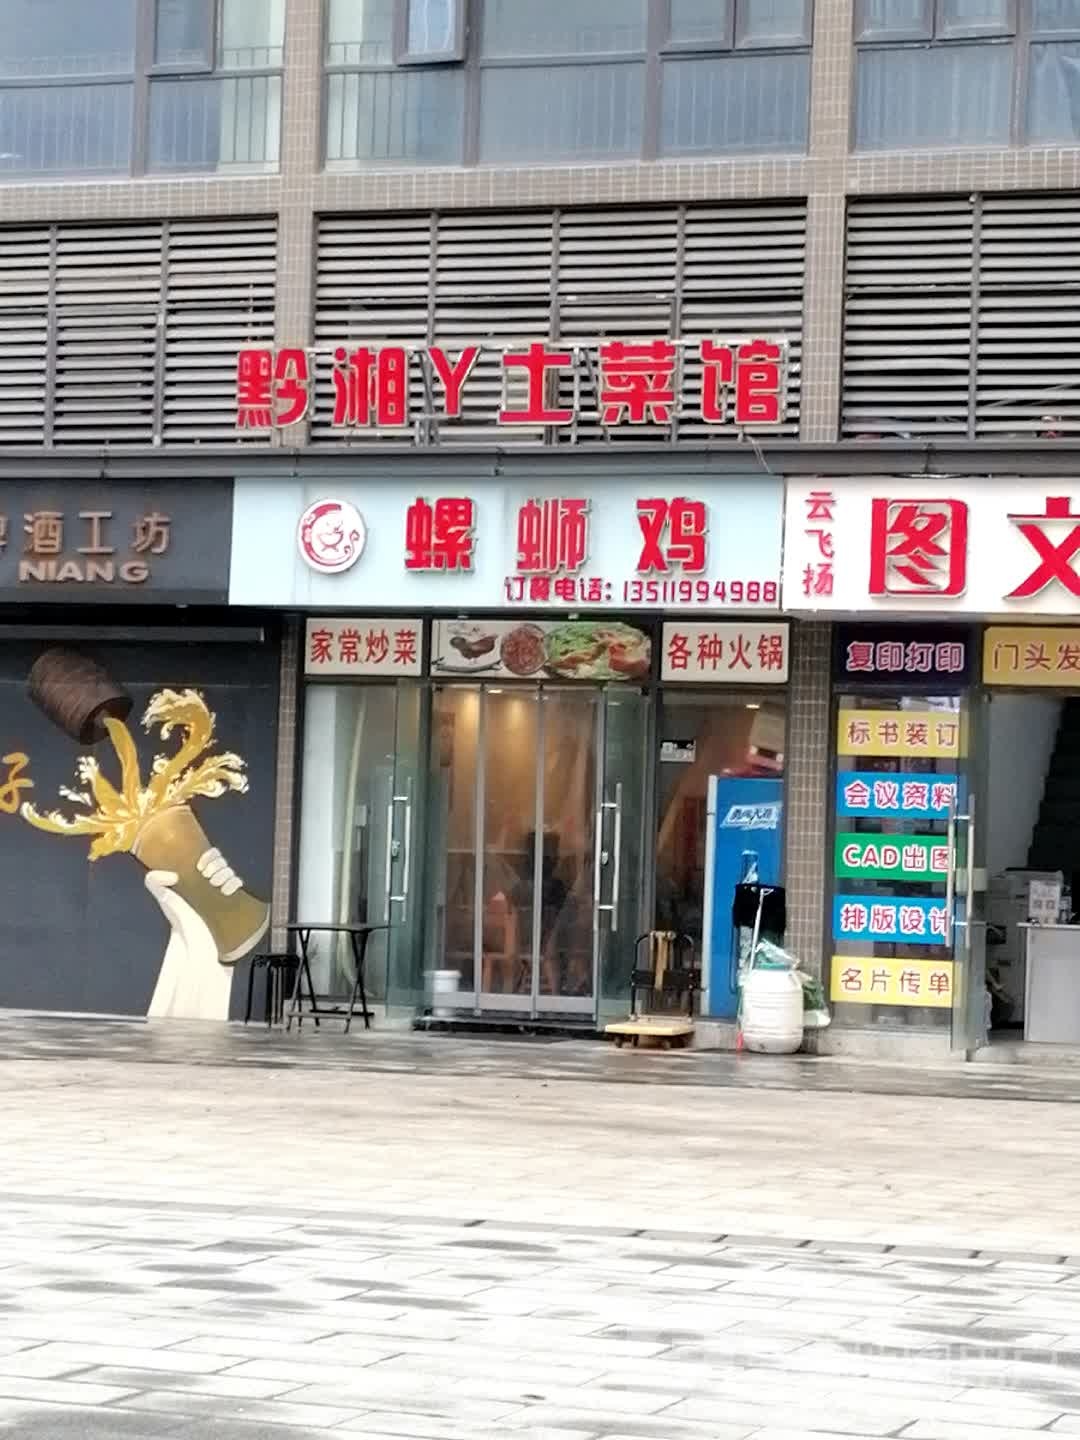 黔湘丫土菜馆
酒工坊
NIANG
螺蛳鸡
订餐电话: 13511994988
云飞扬
图文
家常炒菜
各种火锅
复印打印
门头发
标书装订
会议资料
CAD出图
排版设计
名片传单
子